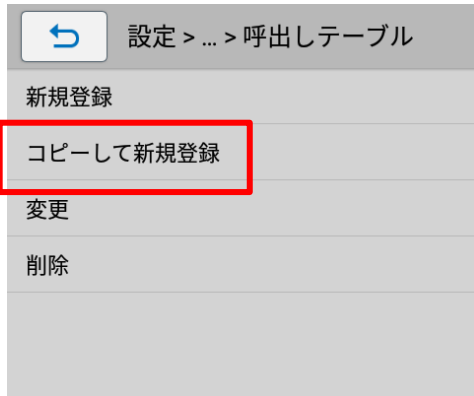 設定 > ... > 呼出しテーブル
新規登録
コピーして新規登録
変更
削除